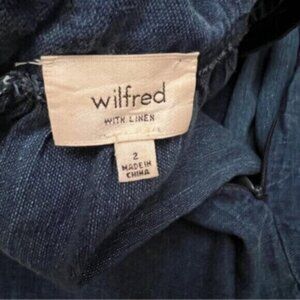 wilfred
WITH LINEN
2
MADE IN
CHINA